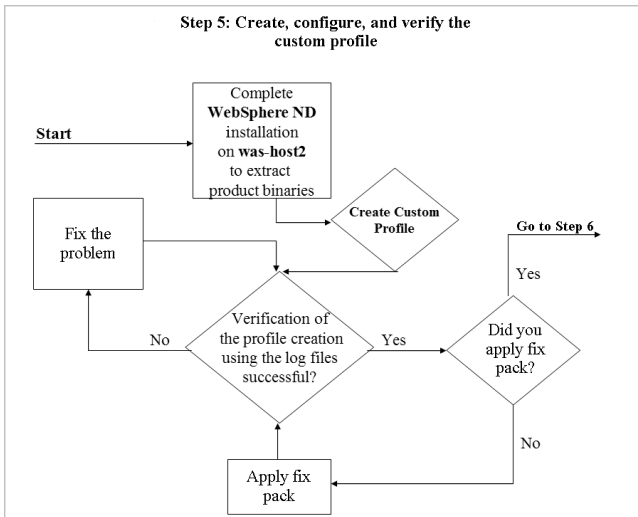 Step 5: Create, configure, and verify the
custom profile
Start
Complete
WebSphere ND
installation
on was-host2
to extract
product binaries
Create Custom
Profile
Go to Step 6
Fix the
problem
Yes
Verification of
the profile creation
using the log files
successful?
No
Yes
Did you
apply fix
pack?
No
Apply fix
pack